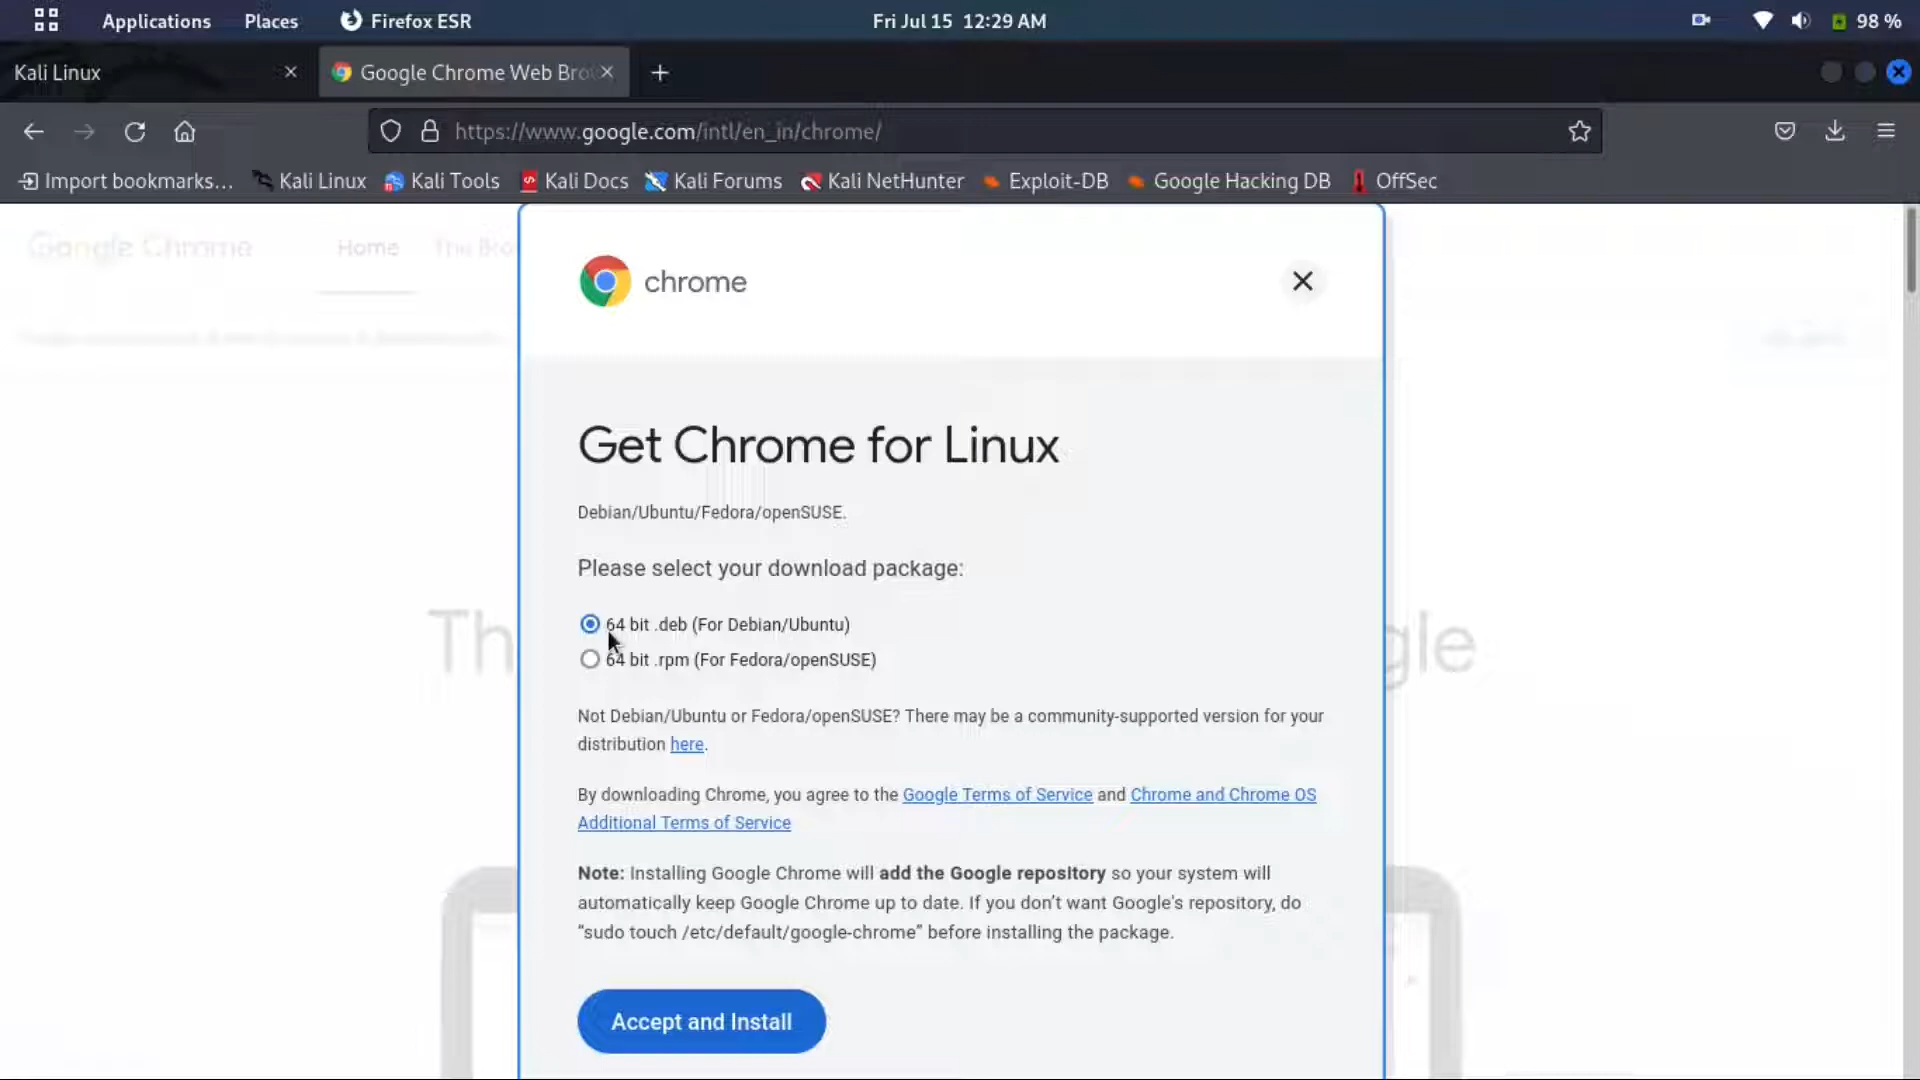 Applications Places Firefox ESR Fri Jul 15 12:29 AM 98 %
Kali Linux Google Chrome Web Bro
https://www.google.com/intl/en_in/chrome/
Import bookmarks... Kali Linux Kali Tools Kali Docs Kali Forums Kali NetHunter Exploit-DB Google Hacking DB OffSec
Google Chrome Home The Bro
chrome
Get Chrome for Linux
Debian/Ubuntu/Fedora/openSUSE.
Please select your download package:
64 bit .deb (For Debian/Ubuntu)
Th gle
64 bit .rpm (For Fedora/openSUSE)
Not Debian/Ubuntu or Fedora/openSUSE? There may be a community-supported version for your
distribution here.
By downloading Chrome, you agree to the Google Terms of Service and Chrome and Chrome OS
Additional Terms of Service
Note: Installing Google Chrome will add the Google repository so your system will
automatically keep Google Chrome up to date. If you don’t want Google's repository, do
“sudo touch /etc/default/google-chrome” before installing the package.
Accept and Install